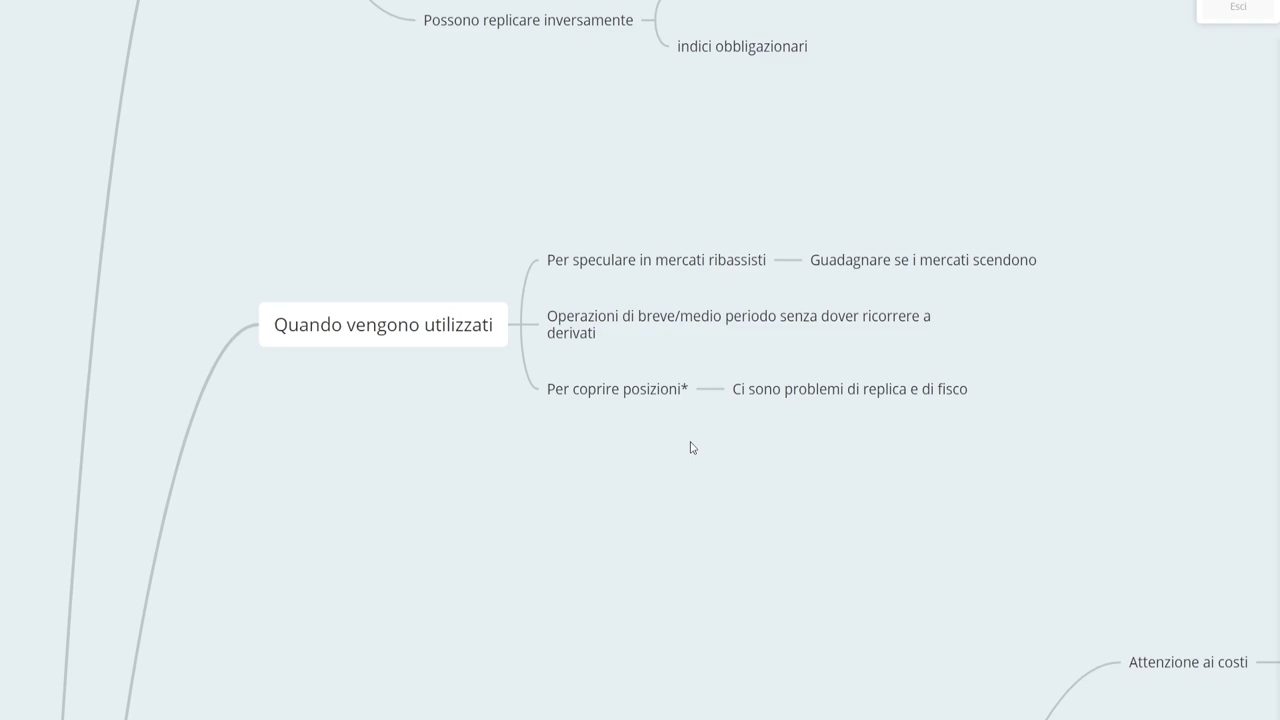 Esci
Possono replicare inversamente
indici obbligazionari
Per speculare in mercati ribassisti
Guadagnare se i mercati scendono
Quando vengono utilizzati
Operazioni di breve/medio periodo senza dover ricorrere a
derivati
Per coprire posizioni*
Ci sono problemi di replica e di fisco
Attenzione ai costi